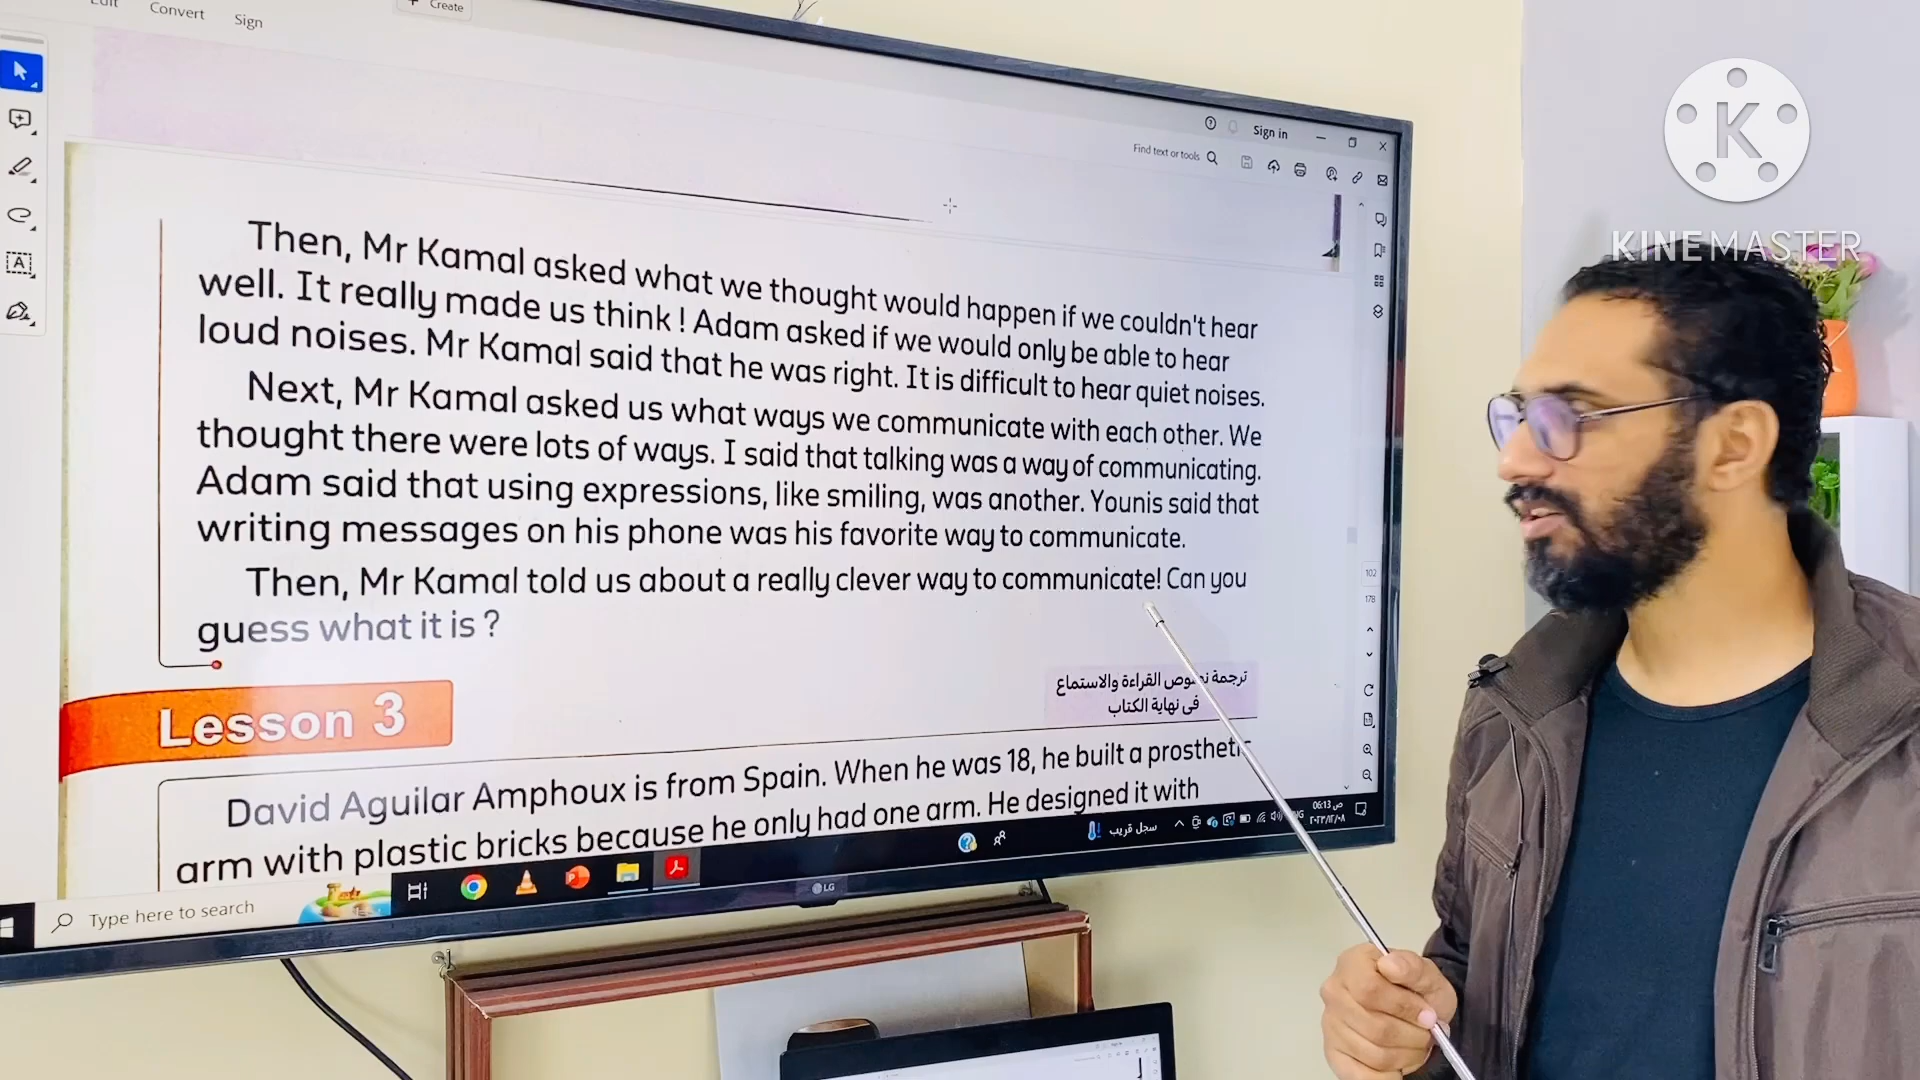 Edit
Convert
Sign
+ Create
Sign in
Find text or tools
Then, Mr Kamal asked what we thought would happen if we couldn't hear
well. It really made us think! Adam asked if we would only be able to hear
loud noises. Mr Kamal said that he was right. It is difficult to hear quiet noises.
Next, Mr Kamal asked us what ways we communicate with each other. We
thought there were lots of ways. I said that talking was a way of communicating.
Adam said that using expressions, like smiling, was another. Younis said that
writing messages on his phone was his favorite way to communicate.
Then, Mr Kamal told us about a really clever way to communicate! Can you
guess what it is ?
102
178
ترجمة نصوص القراءة والاستماع
فى نهاية الكتاب
Lesson 3
David Aguilar Amphoux is from Spain. When he was 18, he built a prosthetic
arm with plastic bricks because he only had one arm. He designed it with
Type here to search
سجل قريب
06:13 ص
LG
K
KINEMASTER